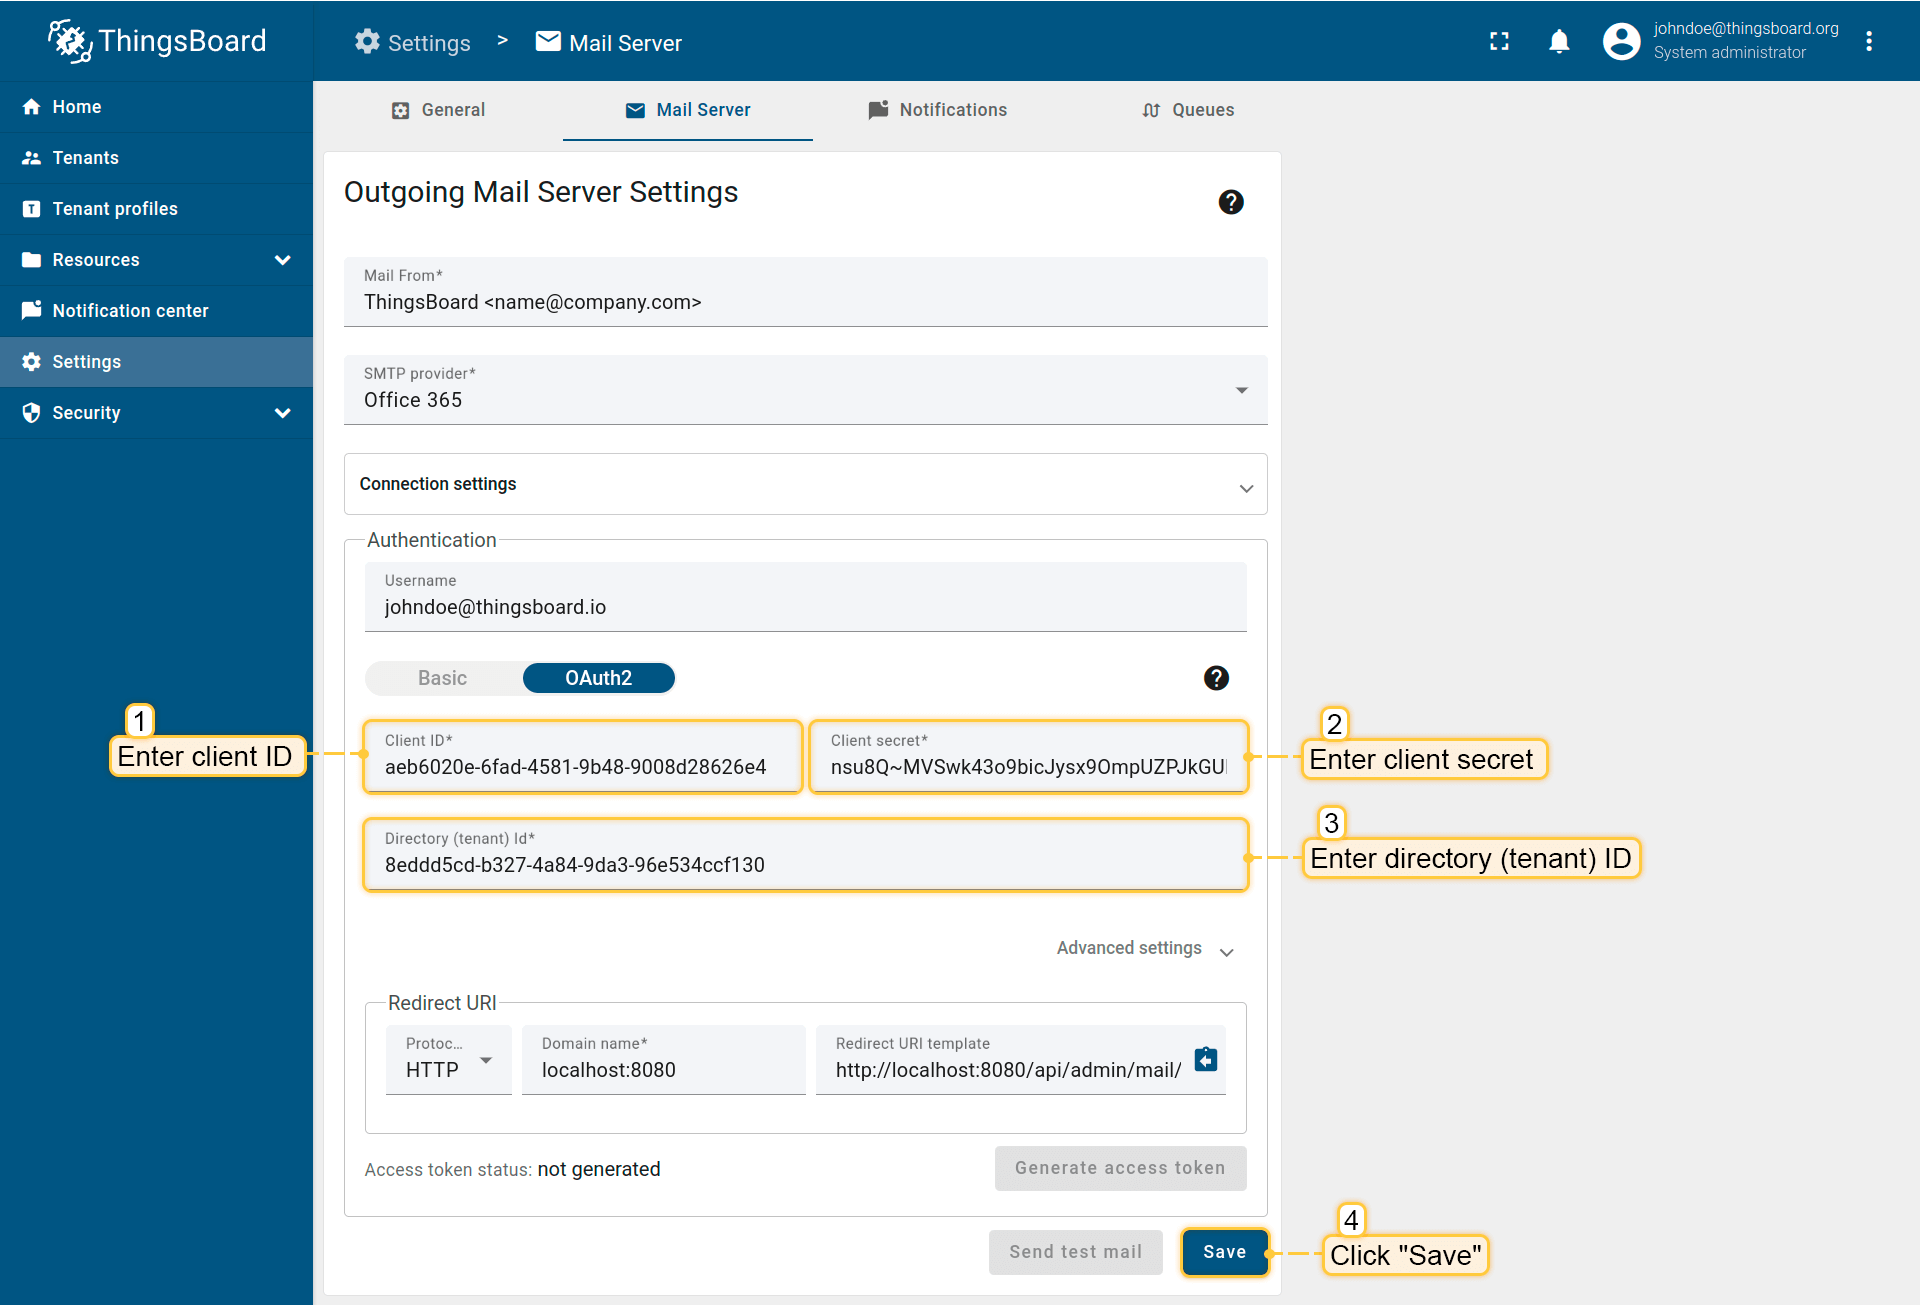 ThingsBoard
Settings > Mail Server
johndoe@thingsboard.org
System administrator
Home
Tenants
Tenant profiles
Resources
Notification center
Settings
Security
General
Mail Server
Notifications
Queues
Outgoing Mail Server Settings
Mail From*
ThingsBoard <name@company.com>
SMTP provider*
Office 365
Connection settings
Authentication
Username
johndoe@thingsboard.io
Basic
OAuth2
1
Enter client ID
Client ID*
aeb6020e-6fad-4581-9b48-9008d28626e4
Client secret*
nsu8Q~MVSwk43o9bicJysx9OmpUZPJkGU
2
Enter client secret
Directory (tenant) Id*
8eddd5cd-b327-4a84-9da3-96e534ccf130
3
Enter directory (tenant) ID
Advanced settings
Redirect URI
Protoc...
HTTP
Domain name*
localhost:8080
Redirect URI template
http://localhost:8080/api/admin/mail/
Access token status: not generated
Generate access token
Send test mail
Save
4
Click "Save"